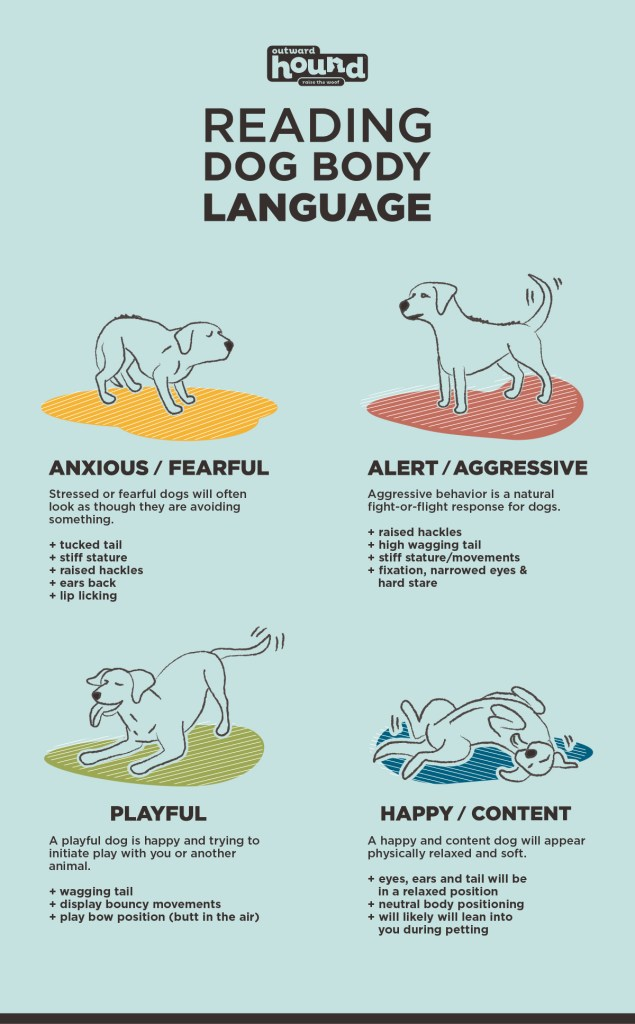 outward
hound
raise the woof
READING
DOG BODY
LANGUAGE
ANXIOUS / FEARFUL
Stressed or fearful dogs will often
look as though they are avoiding
something.
+ tucked tail
+ stiff stature
+ raised hackles
+ ears back
+ lip licking
ALERT / AGGRESSIVE
Aggressive behavior is a natural
fight-or-flight response for dogs.
+ raised hackles
+ high wagging tail
+ stiff stature/movements
+ fixation, narrowed eyes &
hard stare
PLAYFUL
A playful dog is happy and trying to
initiate play with you or another
animal.
+ wagging tail
+ display bouncy movements
+ play bow position (butt in the air)
HAPPY / CONTENT
A happy and content dog will appear
physically relaxed and soft.
+ eyes, ears and tail will be
in a relaxed position
+ neutral body positioning
+ will likely will lean into
you during petting